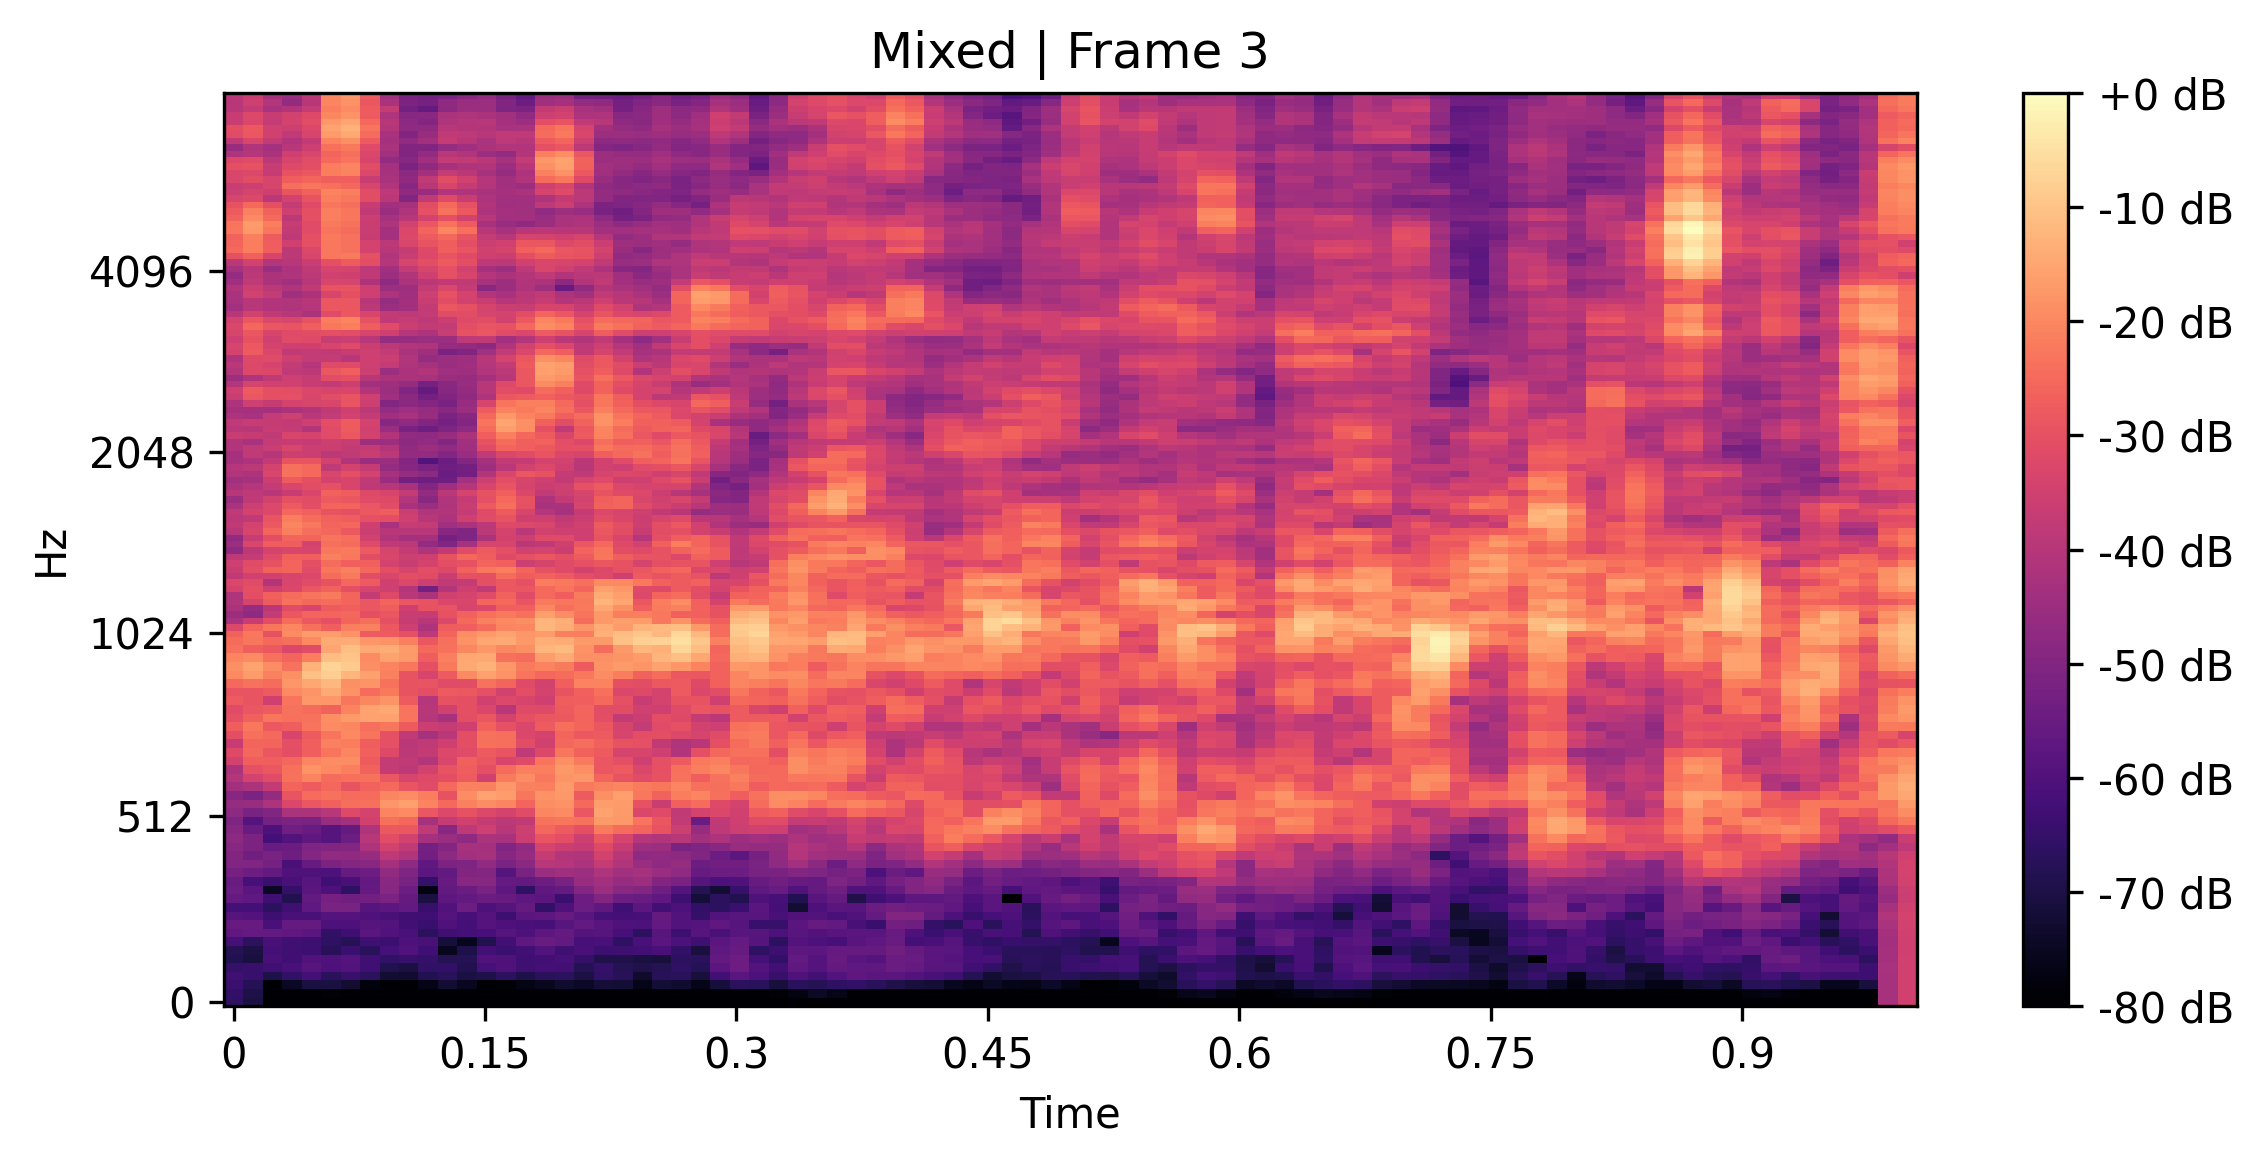 Mixed | Frame 3
Hz
4096
2048
1024
512
0
0 0.15 0.3 0.45 0.6 0.75 0.9
Time
+0 dB
-10 dB
-20 dB
-30 dB
-40 dB
-50 dB
-60 dB
-70 dB
-80 dB